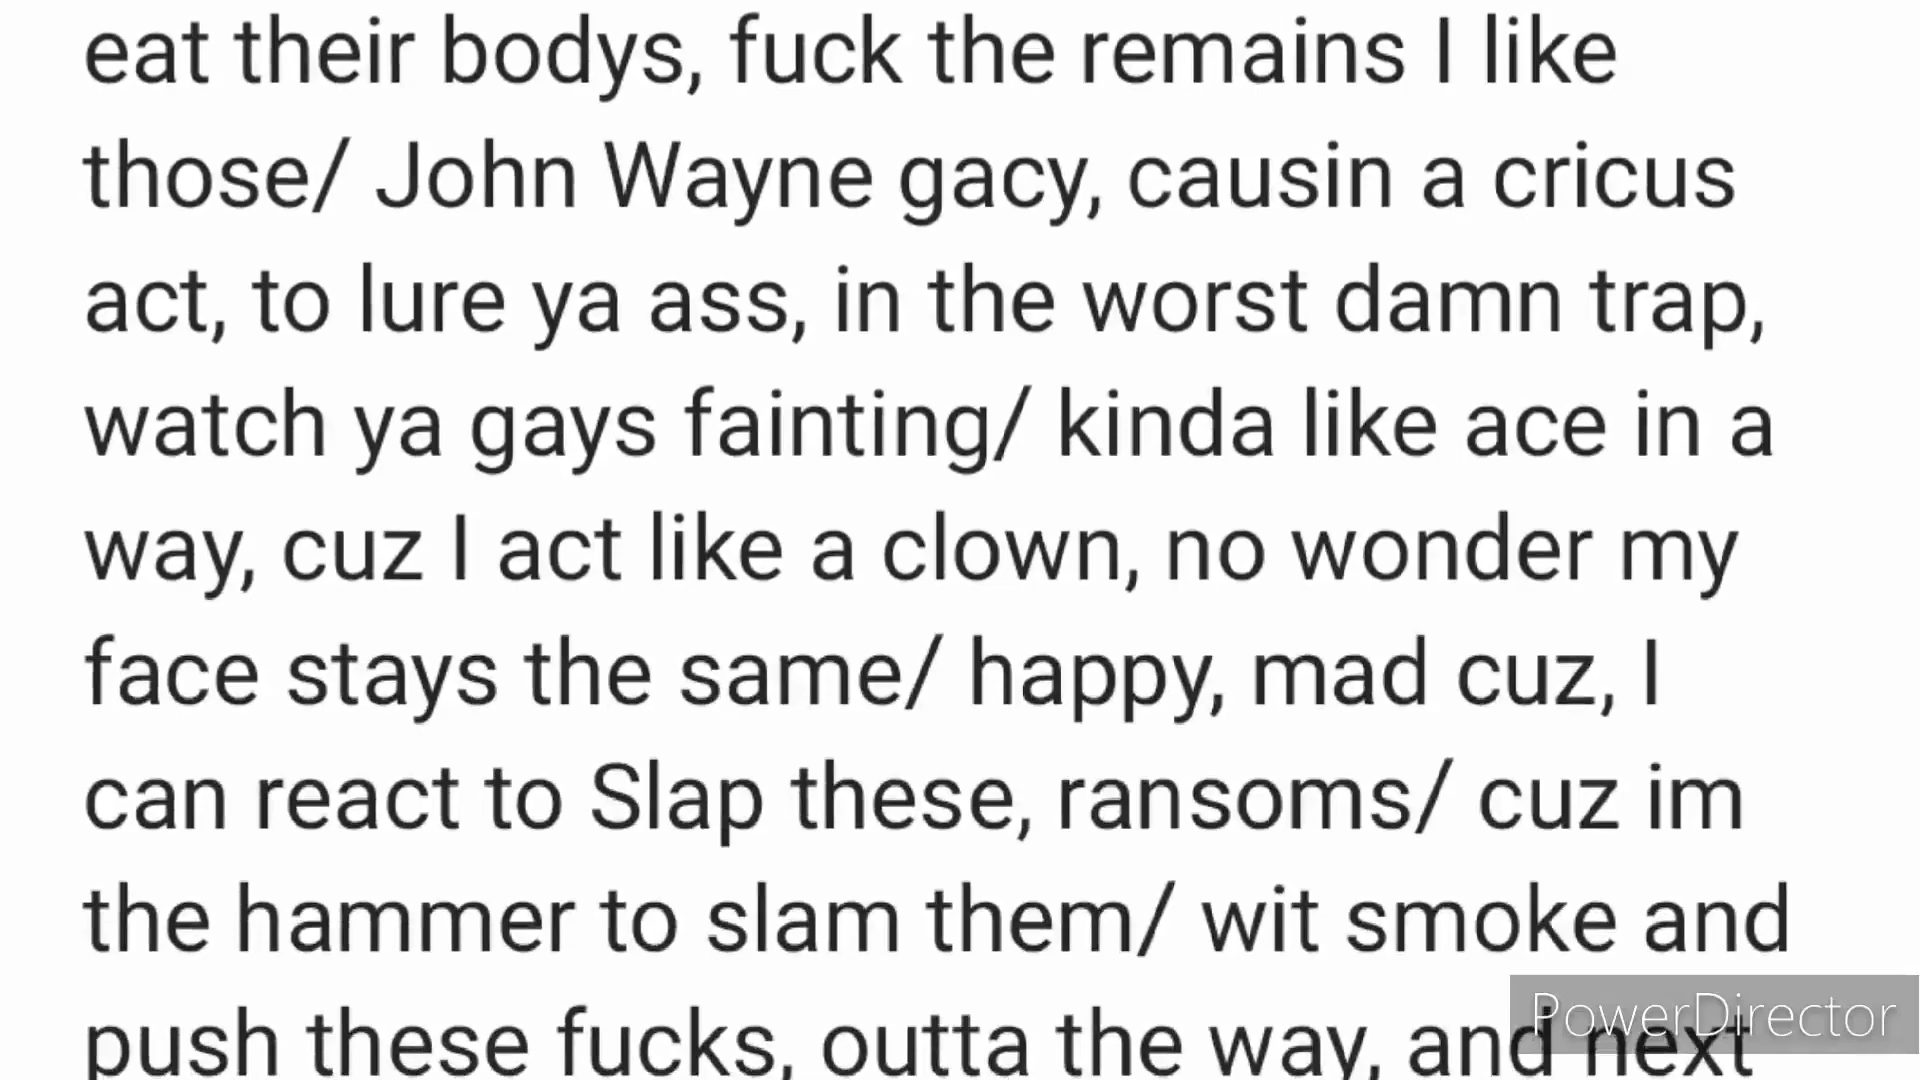 eat their bodys, fuck the remains I like
those/ John Wayne gacy, causin a cricus
act, to lure ya ass, in the worst damn trap,
watch ya gays fainting/ kinda like ace in a
way, cuz I act like a clown, no wonder my
face stays the same/ happy, mad cuz, I
can react to Slap these, ransoms/ cuz im
the hammer to slam them/ wit smoke and
push these fucks, outta the way, and next
PowerDirector